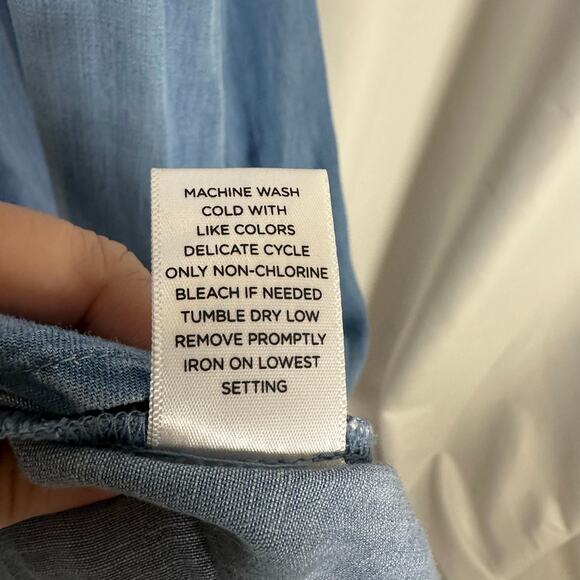 MACHINE WASH
COLD WITH
LIKE COLORS
DELICATE CYCLE
ONLY NON-CHLORINE
BLEACH IF NEEDED
TUMBLE DRY LOW
REMOVE PROMPTLY
IRON ON LOWEST
SETTING